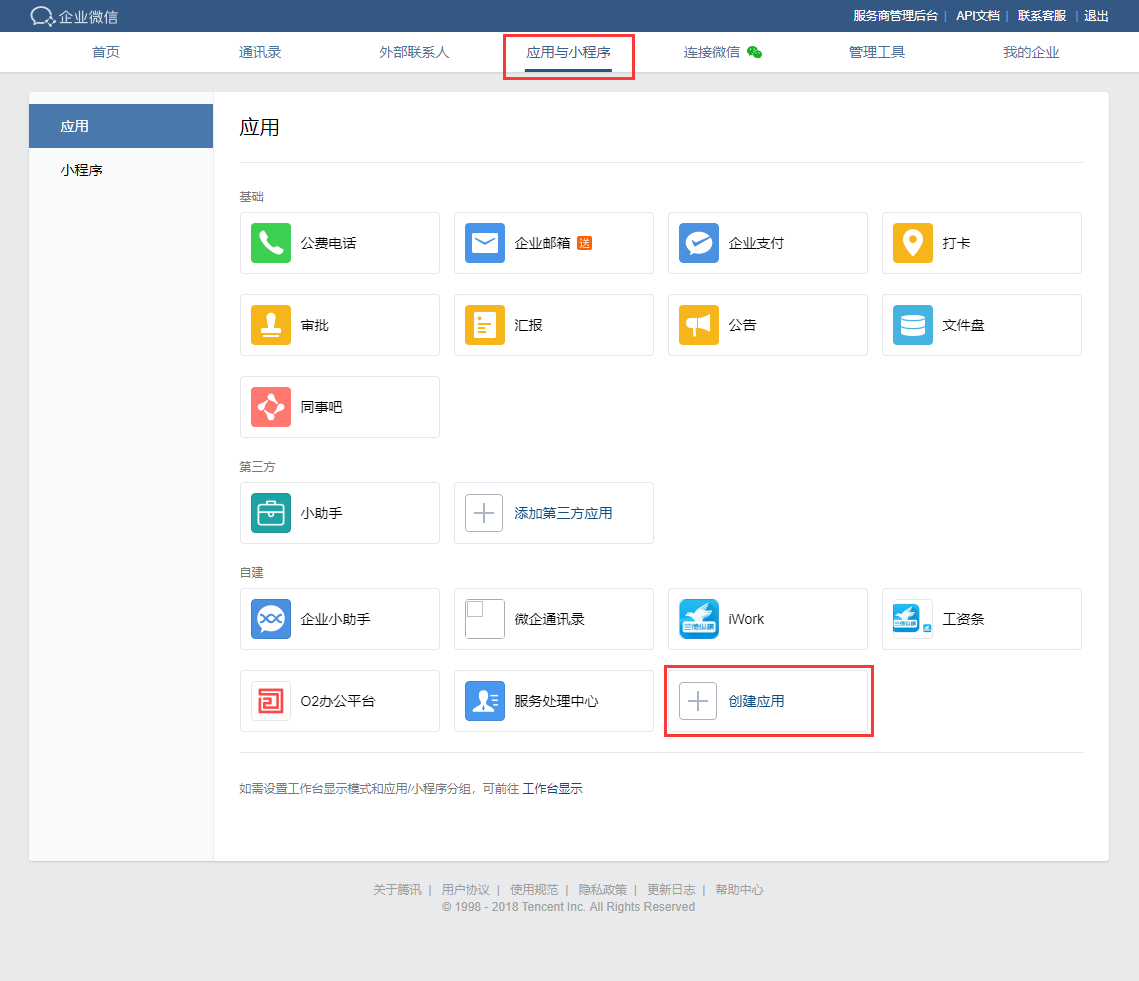 企业微信 服务商管理后台 | API文档 | 联系客服 | 退出
首页 通讯录 外部联系人 应用与小程序 连接微信 管理工具 我的企业
应用
小程序
应用
基础
公费电话 企业邮箱 送 企业支付 打卡
审批 汇报 公告 文件盘
同事吧
第三方
小助手 添加第三方应用
自建
企业小助手 微企通讯录 iWork 工资条
O2办公平台 服务处理中心 创建应用
如需设置工作台显示模式和应用/小程序分组，可前往 工作台显示
关于腾讯 | 用户协议 | 使用规范 | 隐私政策 | 更新日志 | 帮助中心
© 1998 - 2018 Tencent Inc. All Rights Reserved